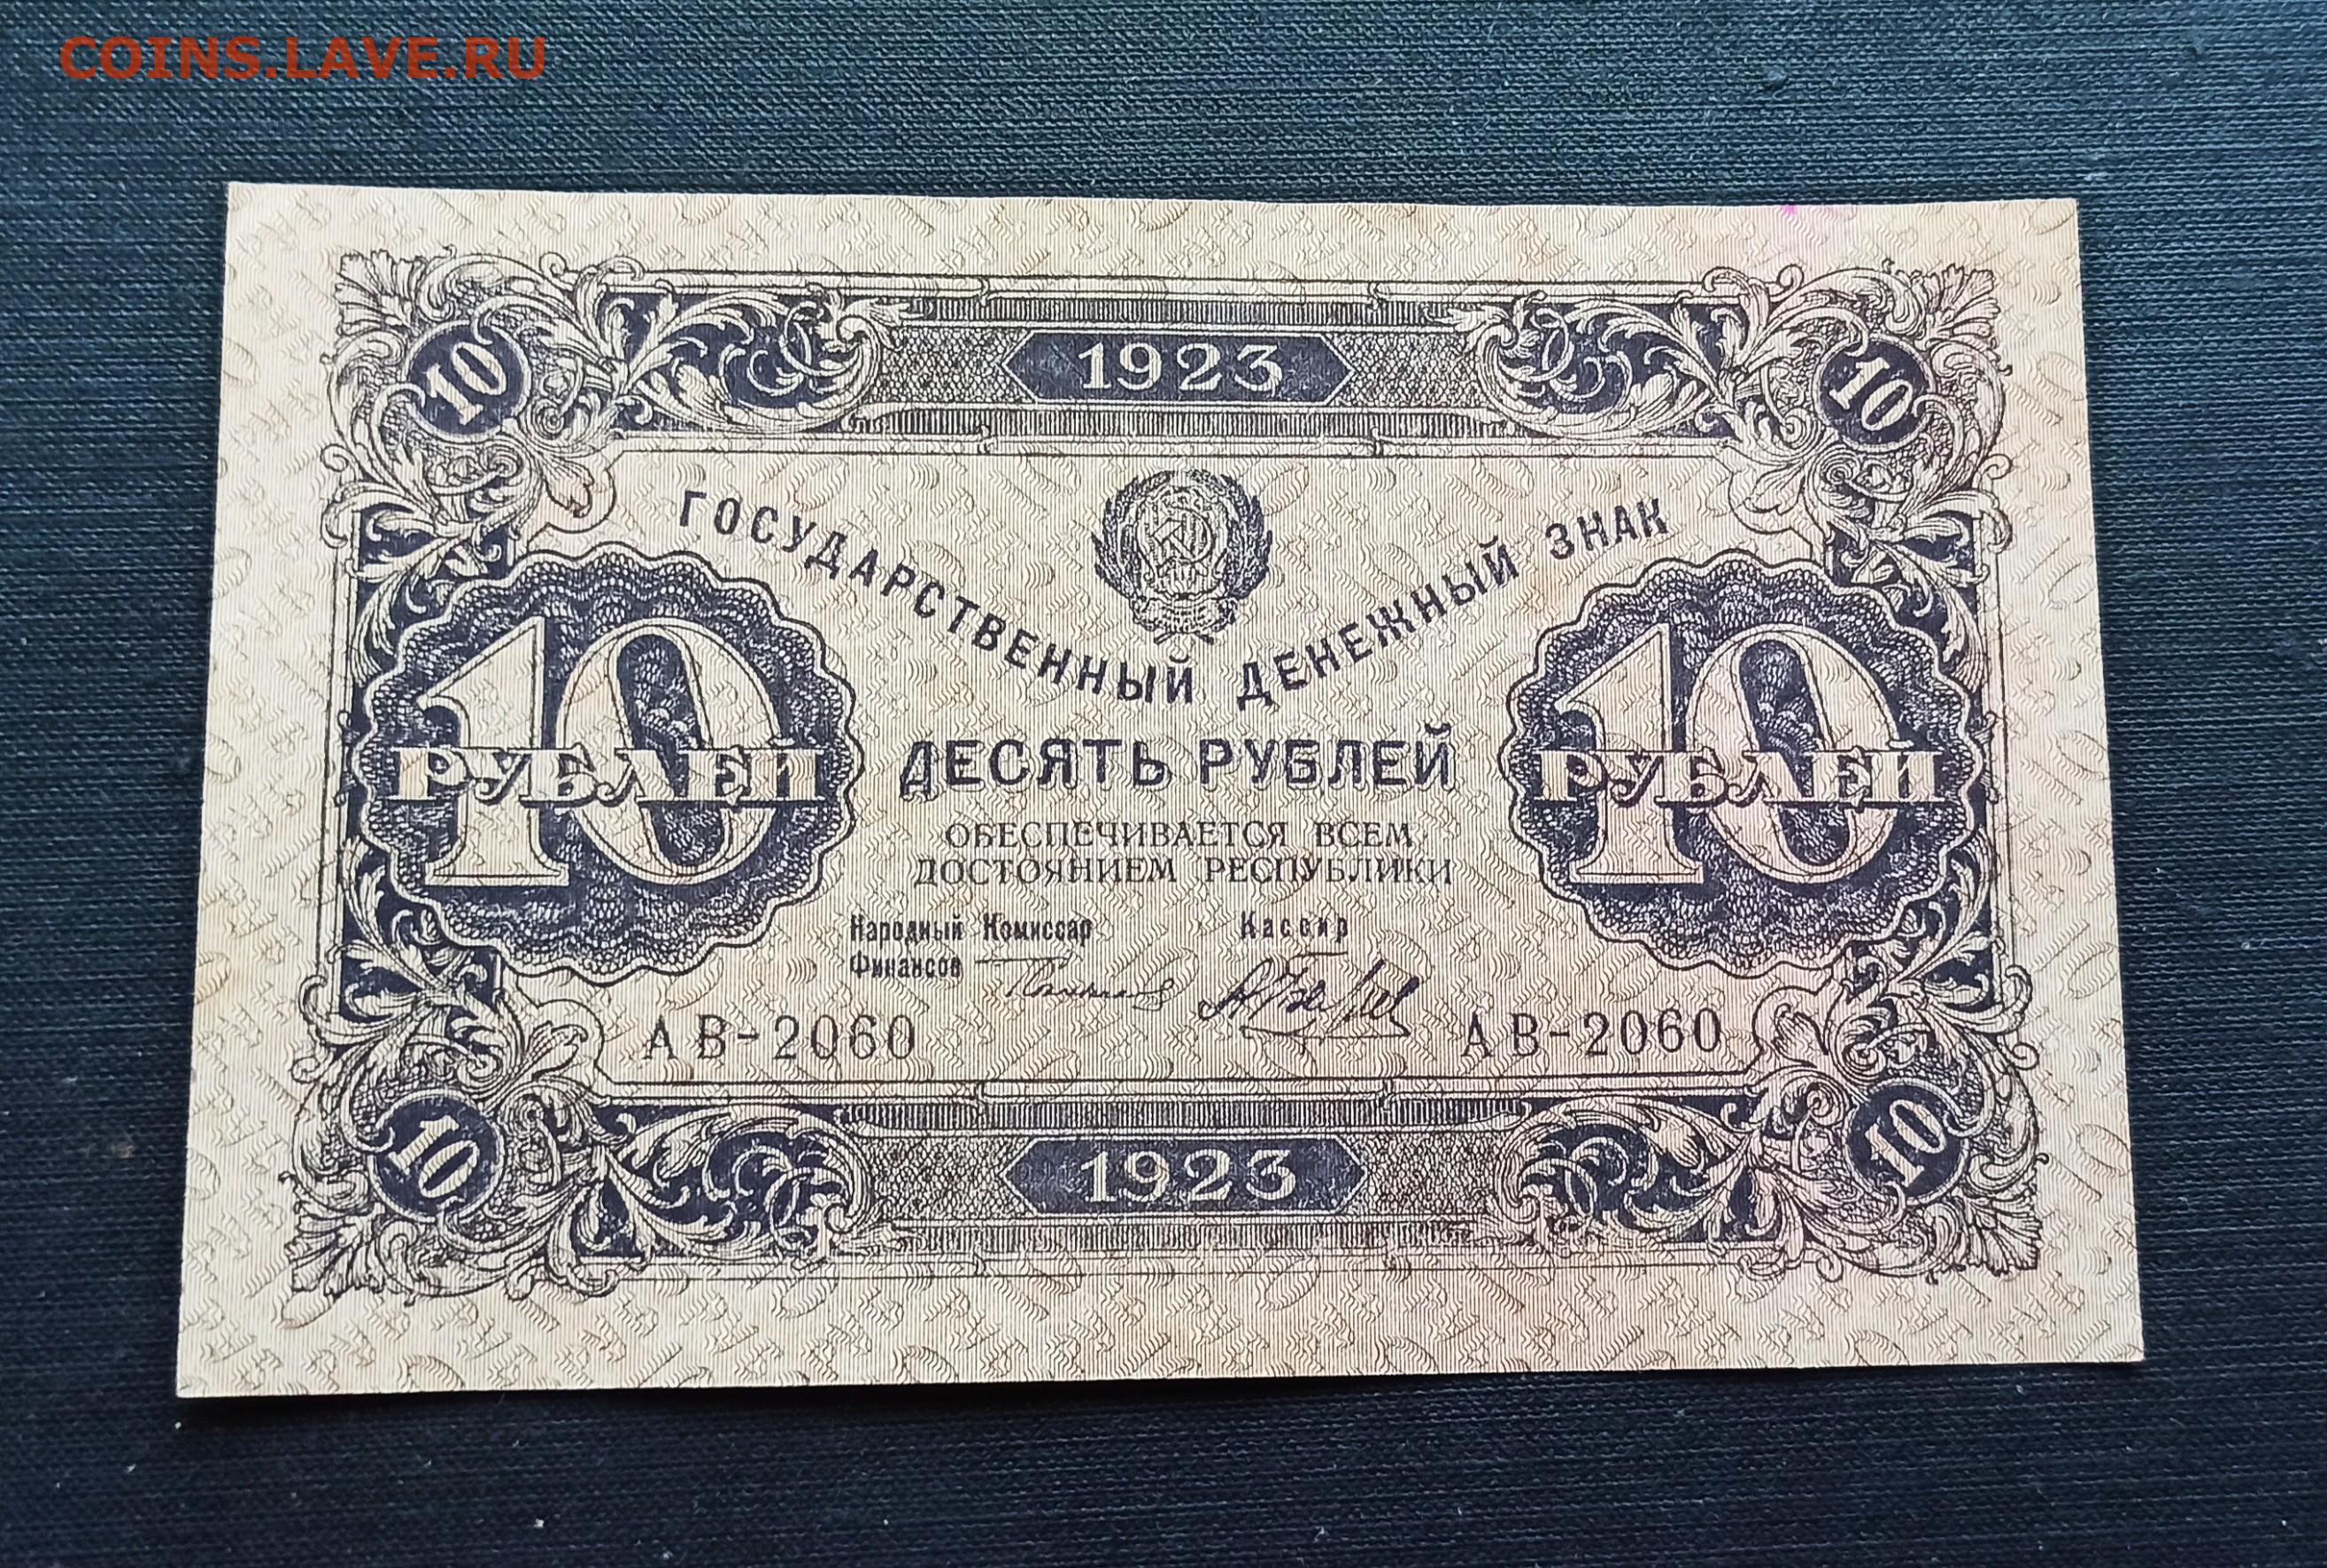 COINS.LAVE.RU
1923
10
10
ГОСУДАРСТВЕННЫЙ ДЕНЕЖНЫЙ ЗНАК
10
РУБЛЕЙ
ДЕСЯТЬ РУБЛЕЙ
10
РУБЛЕЙ
ОБЕСПЕЧИВАЕТСЯ ВСЕМ
ДОСТОЯНИЕМ РЕСПУБЛИКИ
Народный Комиссар
Финансов
Кассир
АВ-2060
АВ-2060
10
1923
10